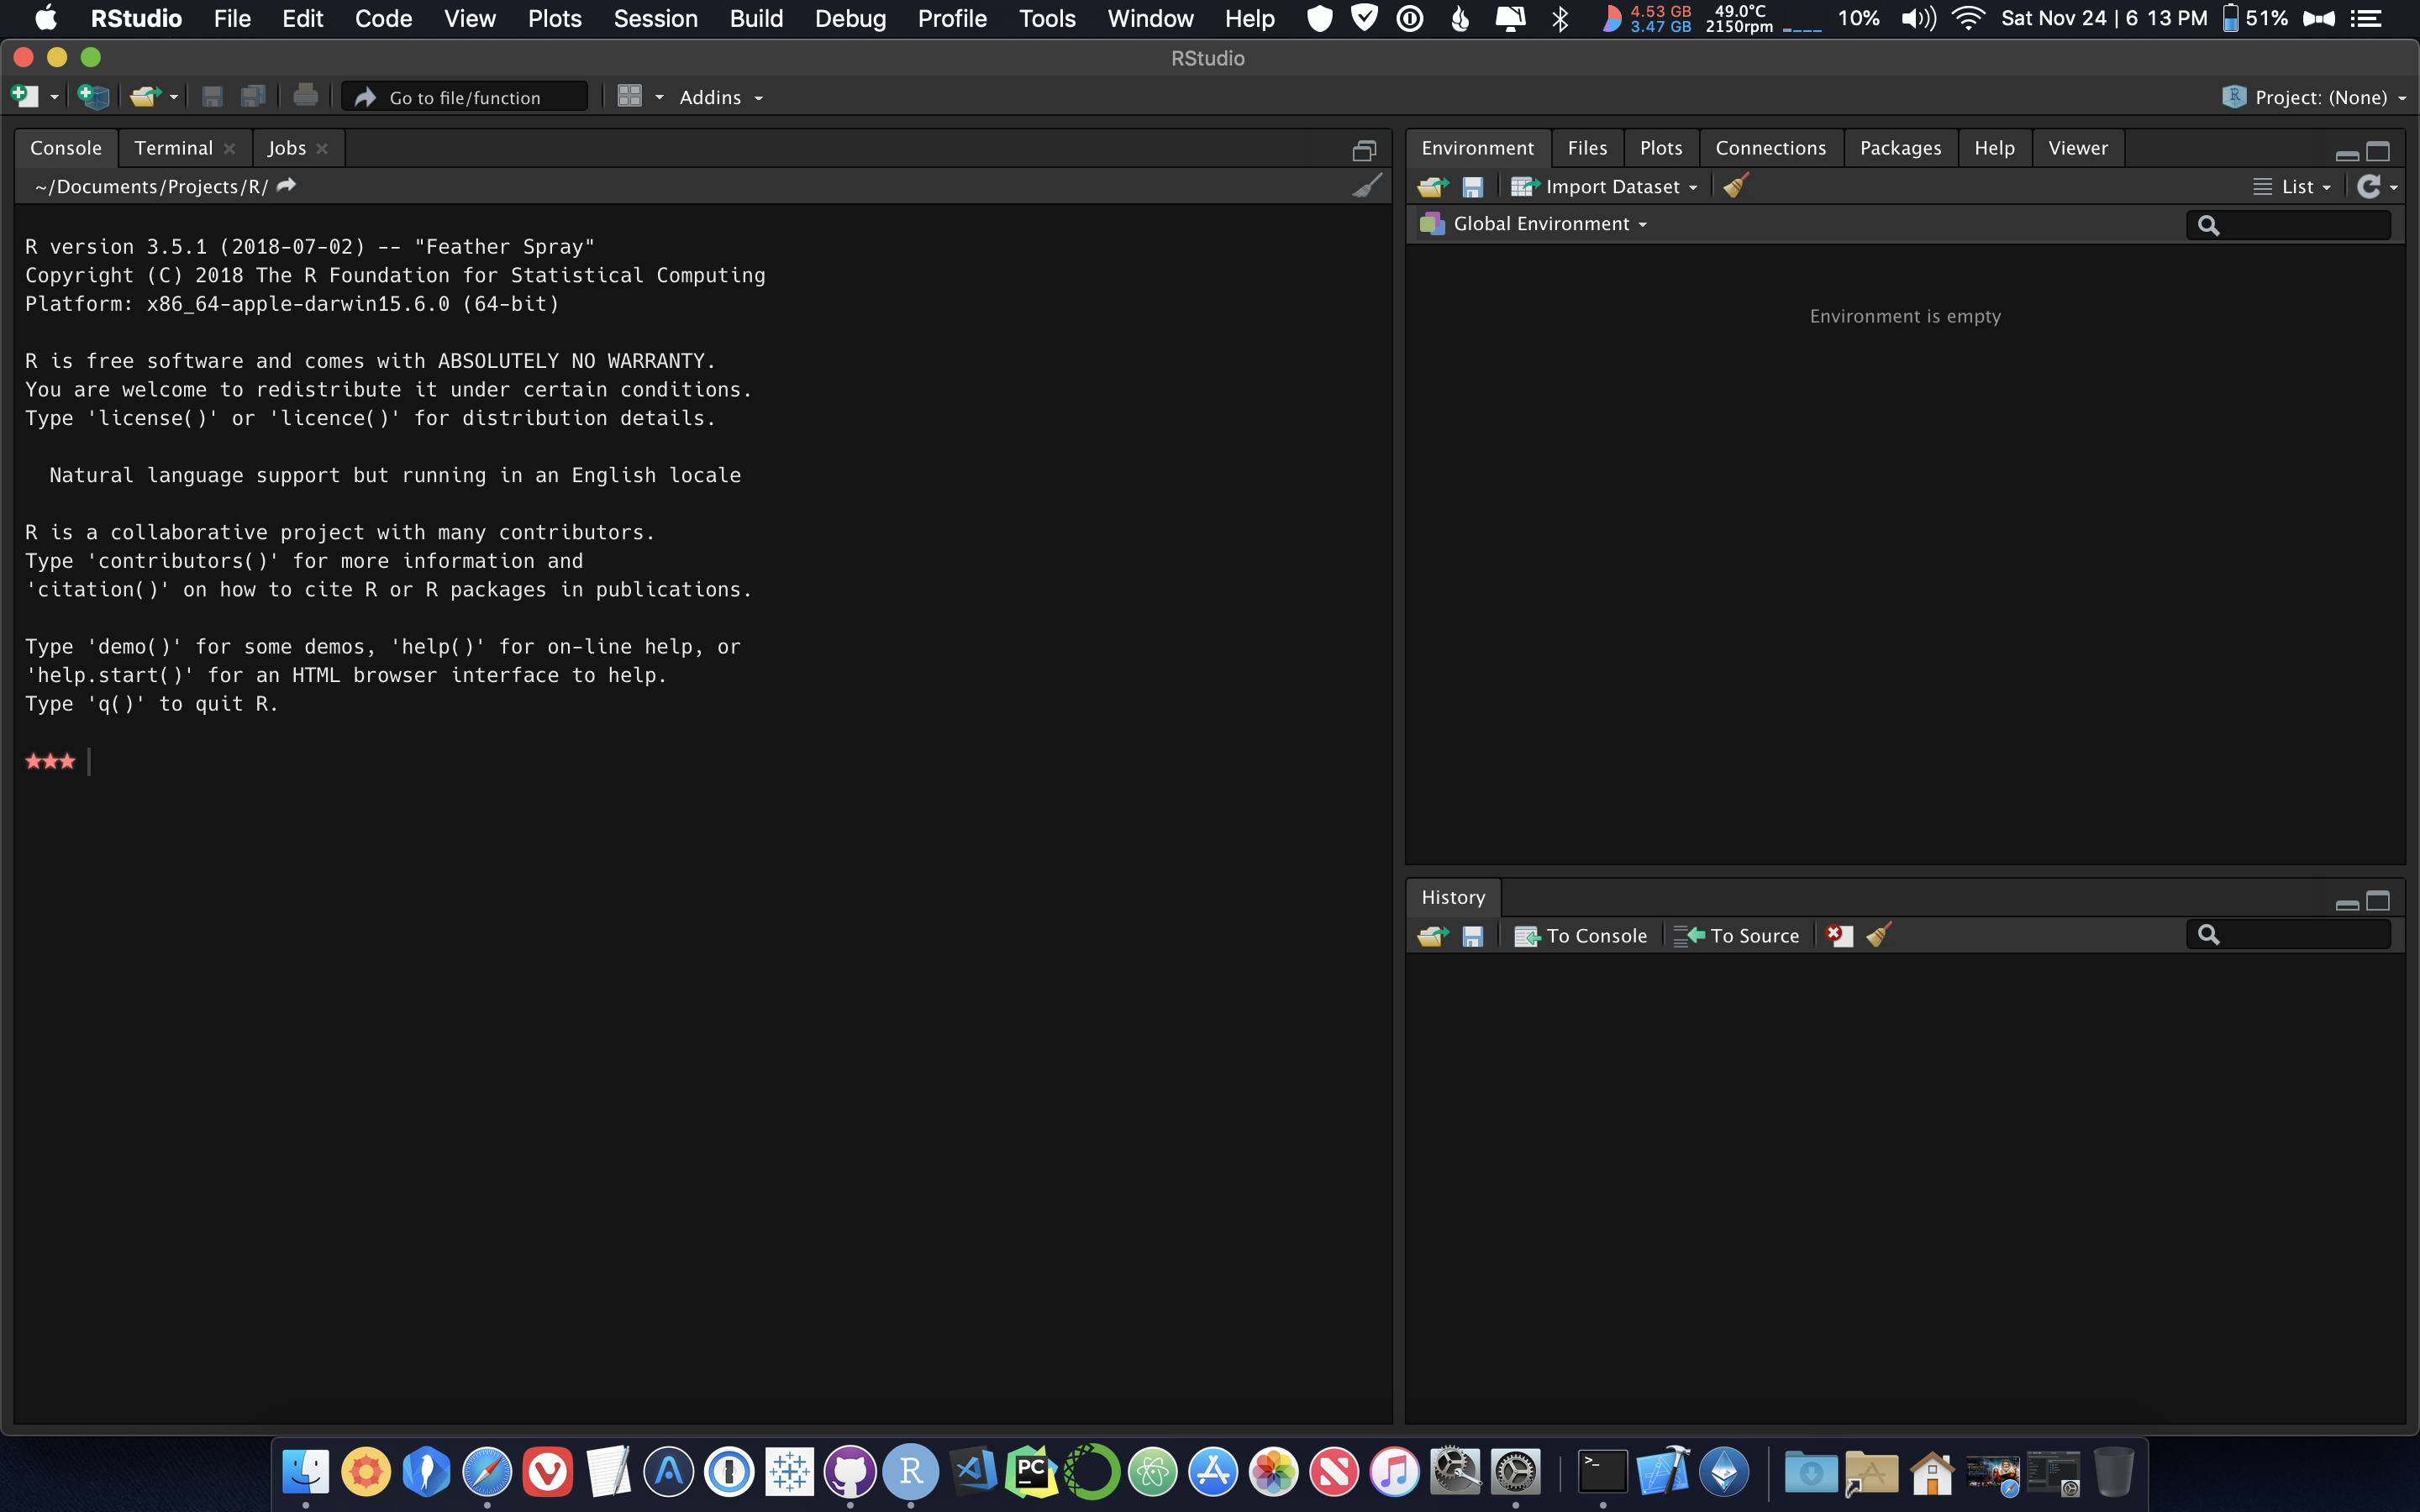 RStudio File Edit Code View Plots Session Build Debug Profile Tools Window Help 4.53 GB 3.47 GB 49.0°C 2150rpm 10% Sat Nov 24 | 6 13 PM 51%
RStudio
Go to file/function Addins Project: (None)
Console Terminal Jobs
~/Documents/Projects/R/
R version 3.5.1 (2018-07-02) -- "Feather Spray"
Copyright (C) 2018 The R Foundation for Statistical Computing
Platform: x86_64-apple-darwin15.6.0 (64-bit)
R is free software and comes with ABSOLUTELY NO WARRANTY.
You are welcome to redistribute it under certain conditions.
Type 'license()' or 'licence()' for distribution details.
Natural language support but running in an English locale
R is a collaborative project with many contributors.
Type 'contributors()' for more information and
'citation()' on how to cite R or R packages in publications.
Type 'demo()' for some demos, 'help()' for on-line help, or
'help.start()' for an HTML browser interface to help.
Type 'q()' to quit R.
★★★
Environment Files Plots Connections Packages Help Viewer
Import Dataset List
Global Environment
Environment is empty
History
To Console To Source
R PC >_